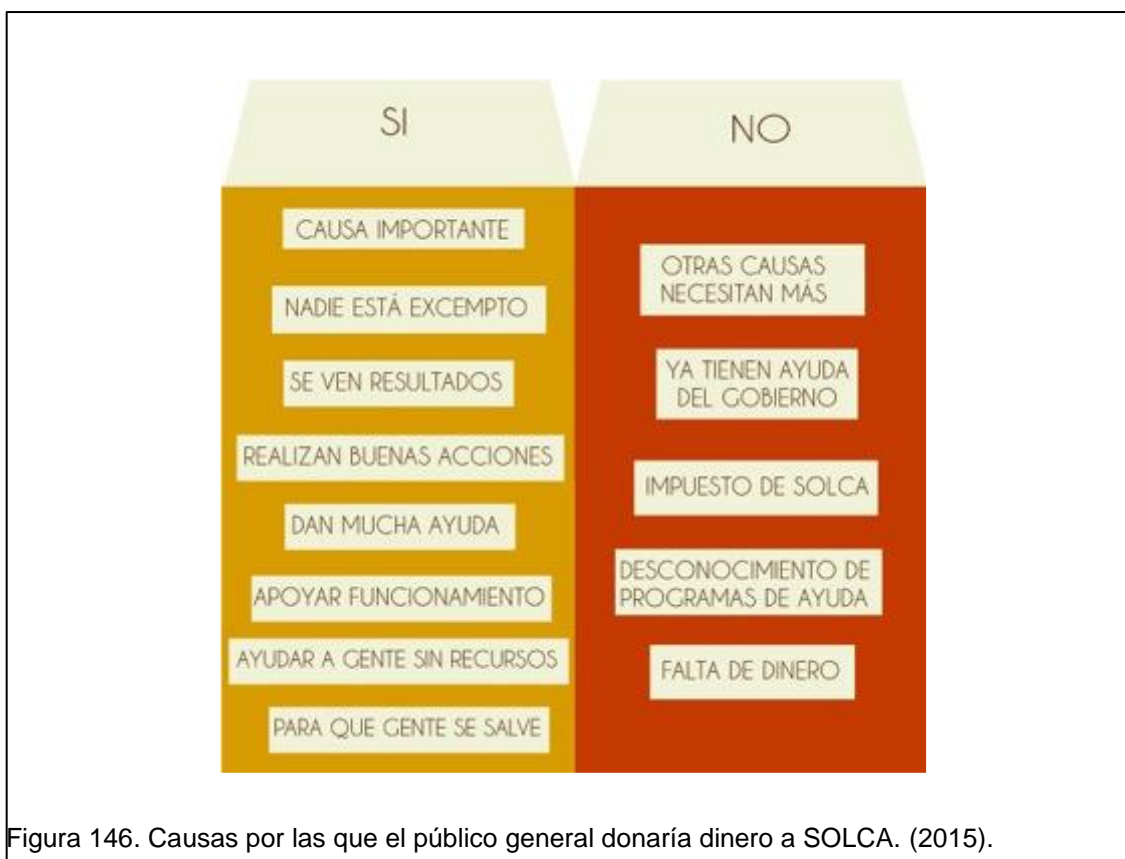 SI
CAUSA IMPORTANTE
NADIE ESTÁ EXCEMPTO
SE VEN RESULTADOS
REALIZAN BUENAS ACCIONES
DAN MUCHA AYUDA
APOYAR FUNCIONAMIENTO
AYUDAR A GENTE SIN RECURSOS
PARA QUE GENTE SE SALVE
NO
OTRAS CAUSAS
NECESITAN MÁS
YA TIENEN AYUDA
DEL GOBIERNO
IMPUESTO DE SOLCA
DESCONOCIMIENTO DE
PROGRAMAS DE AYUDA
FALTA DE DINERO
Figura 146. Causas por las que el público general donaría dinero a SOLCA. (2015).